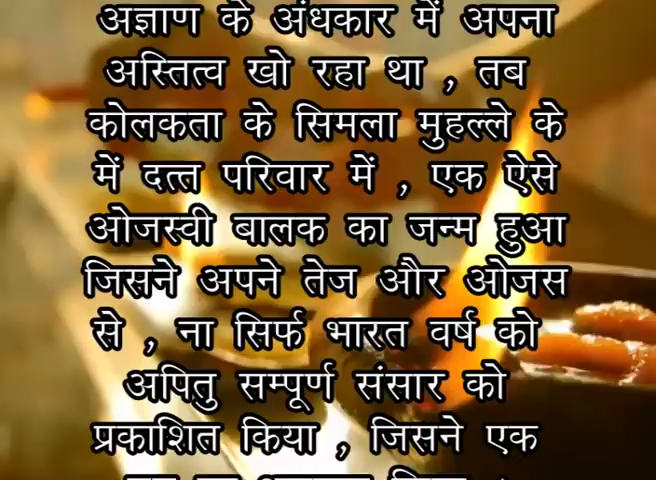 अज्ञाण के अंधकार में अपना
अस्तित्व खो रहा था , तब
कोलकता के सिमला मुहल्ले के
में दत्त परिवार में , एक ऐसे
ओजस्वी बालक का जन्म हुआ
जिसने अपने तेज और ओजस
से , ना सिर्फ भारत वर्ष को
अपितु सम्पूर्ण संसार को
प्रकाशित किया , जिसने एक